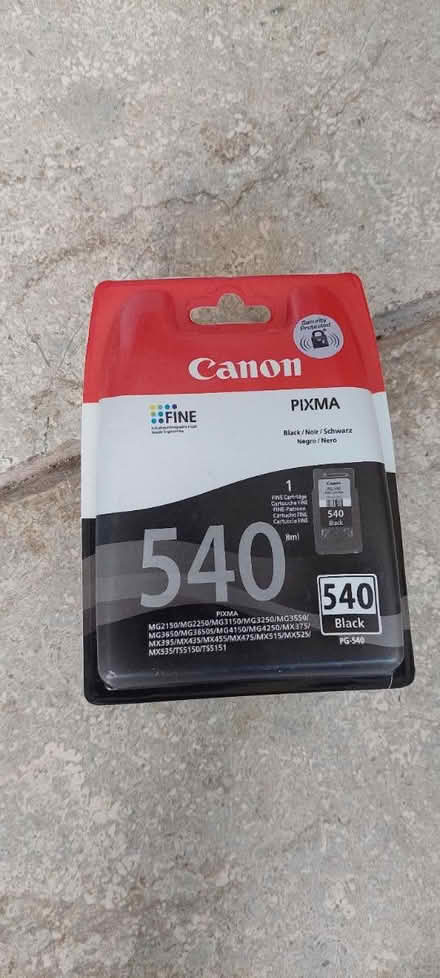 Security
Protected
Canon
FINE
PIXMA
Black / Noir / Schwarz
Negro / Nero
1
FINE Cartridge
Cartouche FINE
FINE-Patrone
Cartucho FINE
Cartuccia FINE
8ml
Canon
540
Black
540
PIXMA
MG2150/MG2250/MG3150/MG3250/MG3550/
MG3650/MG3650S/MG4150/MG4250/MX375/
MX395/MX435/MX455/MX475/MX515/MX525/
MX535/TS5150/TS5151
540
Black
PG-540